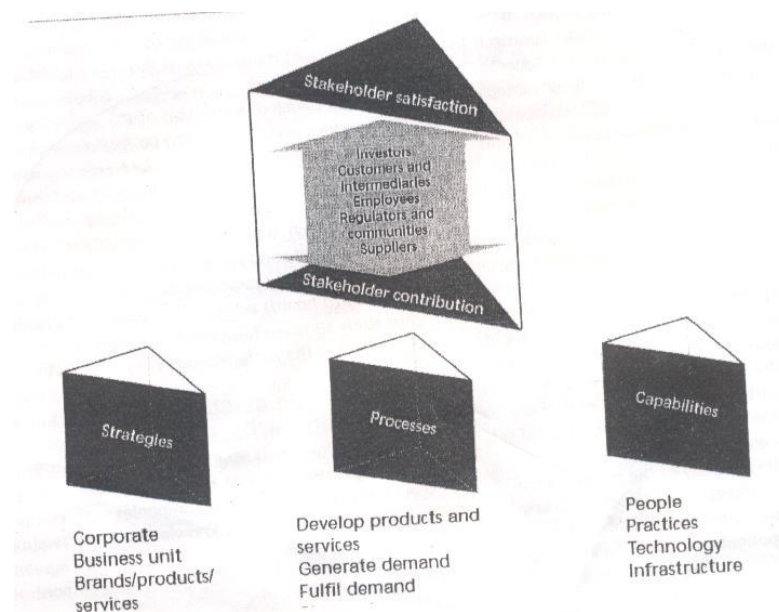 Stakeholder satisfaction
Investors
Customers and
Intermediaries
Employees
Regulators and
communities
Suppliers
Stakeholder contribution
Strategies
Processes
Capabilities
Corporate
Business unit
Brands/products/
services
Develop products and
services
Generate demand
Fulfil demand
People
Practices
Technology
Infrastructure